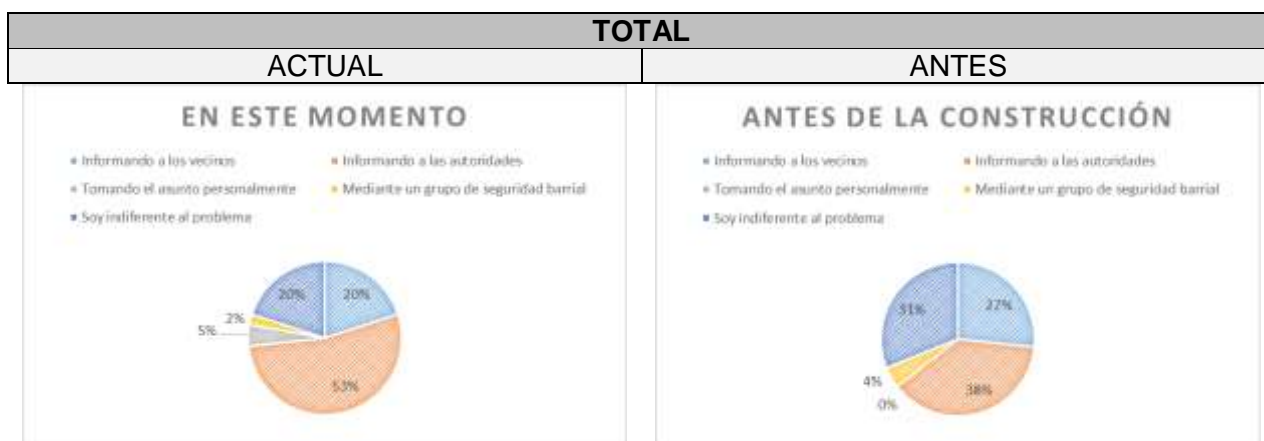 TOTAL
ACTUAL
ANTES
EN ESTE MOMENTO
Informando a los vecinos
Informando a las autoridades
Tomando el asunto personalmente
Mediante un grupo de seguridad barrial
Soy indiferente al problema
20%
20%
2%
5%
53%
ANTES DE LA CONSTRUCCIÓN
Informando a los vecinos
Informando a las autoridades
Tomando el asunto personalmente
Mediante un grupo de seguridad barrial
Soy indiferente al problema
31%
27%
4%
0%
38%